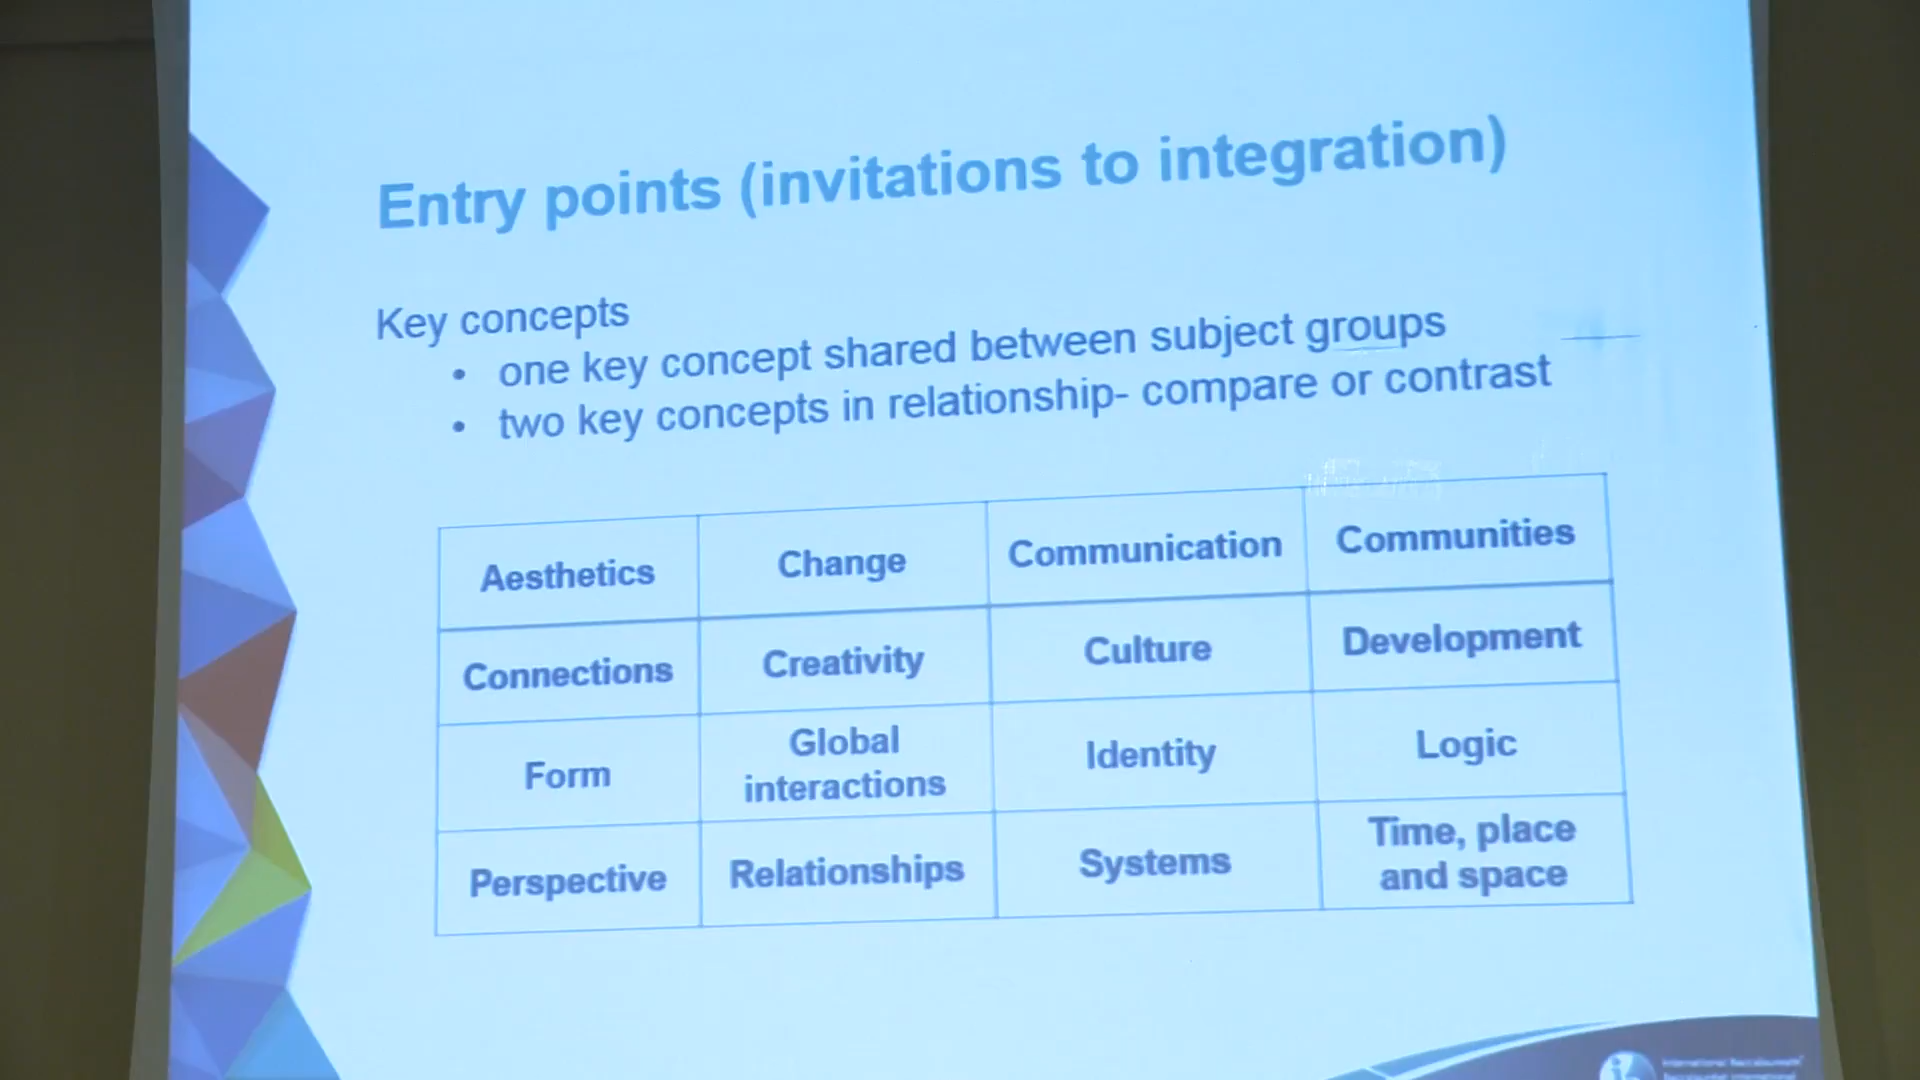 Entry points (invitations to integration)
Key concepts
• one key concept shared between subject groups
• two key concepts in relationship- compare or contrast
Aesthetics Change Communication Communities
Connections Creativity Culture Development
Form Global interactions Identity Logic
Perspective Relationships Systems Time, place and space
International Baccalaureate